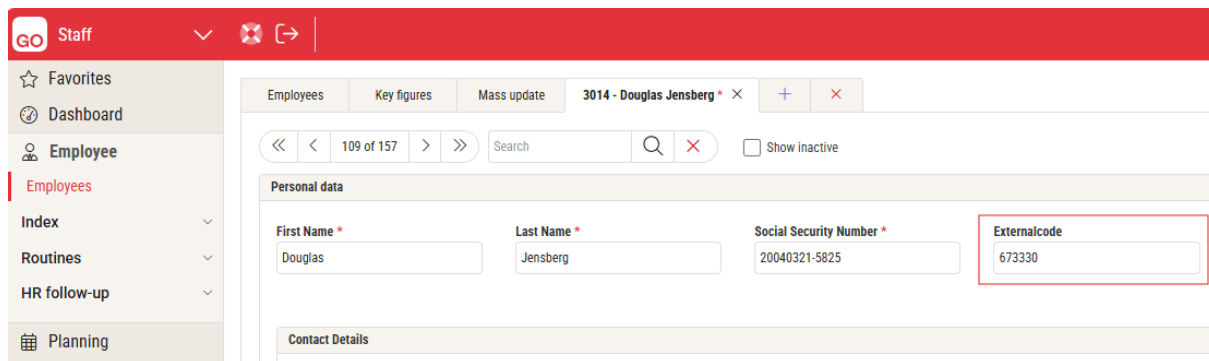 GO Staff
Favorites
Dashboard
Employee
Employees
Index
Routines
HR follow-up
Planning
Employees Key figures Mass update 3014 - Douglas Jensberg *
109 of 157 Search Show inactive
Personal data
First Name * Last Name * Social Security Number * Externalcode
Douglas Jensberg 20040321-5825 673330
Contact Details